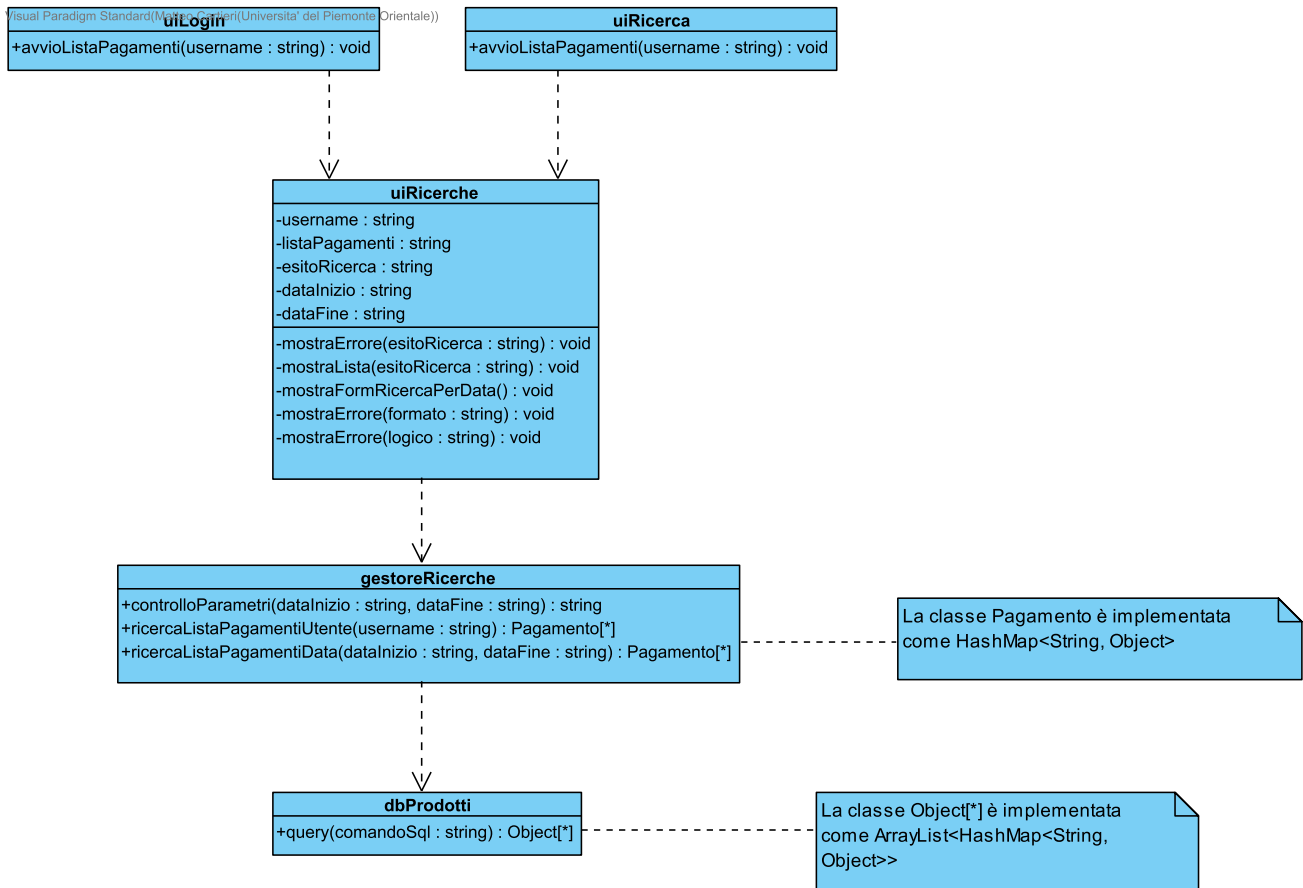 Visual Paradigm Standard(Matteo Cartieri(Universita' del Piemonte Orientale))
uiLogin
+avvioListaPagamenti(username : string) : void
uiRicerca
+avvioListaPagamenti(username : string) : void
uiRicerche
-username : string
-listaPagamenti : string
-esitoRicerca : string
-dataInizio : string
-dataFine : string
-mostraErrore(esitoRicerca : string) : void
-mostraLista(esitoRicerca : string) : void
-mostraFormRicercaPerData() : void
-mostraErrore(formato : string) : void
-mostraErrore(logico : string) : void
gestoreRicerche
+controlloParametri(dataInizio : string, dataFine : string) : string
+ricercaListaPagamentiUtente(username : string) : Pagamento[*]
+ricercaListaPagamentiData(dataInizio : string, dataFine : string) : Pagamento[*]
La classe Pagamento è implementata
come HashMap<String, Object>
dbProdotti
+query(comandoSql : string) : Object[*]
La classe Object[*] è implementata
come ArrayList<HashMap<String,
Object>>